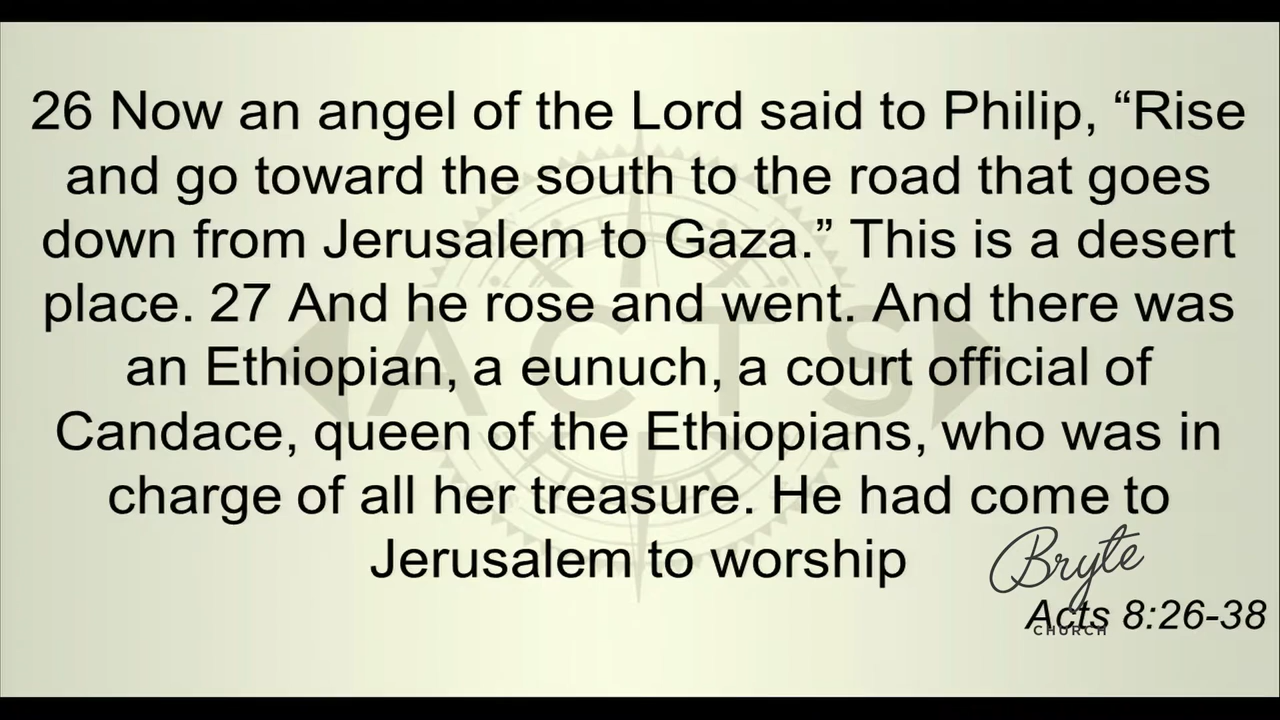 26 Now an angel of the Lord said to Philip, “Rise
and go toward the south to the road that goes
down from Jerusalem to Gaza.” This is a desert
place. 27 And he rose and went. And there was
an Ethiopian, a eunuch, a court official of
Candace, queen of the Ethiopians, who was in
charge of all her treasure. He had come to
Jerusalem to worship
ACTS
Bryte
Acts 8:26-38
CHURCH